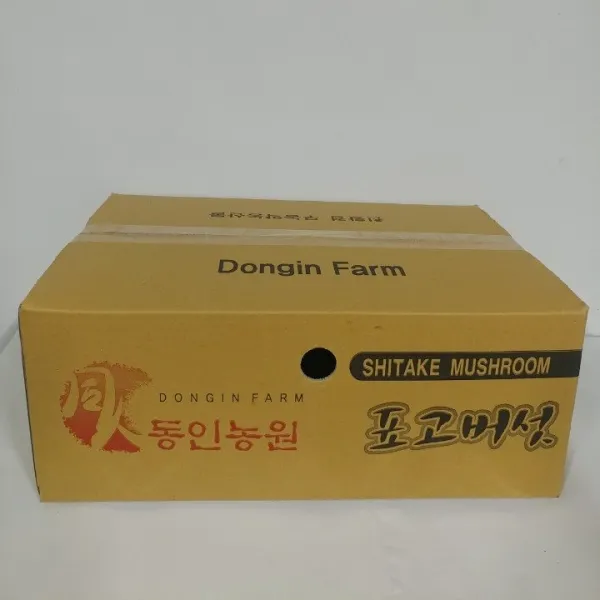 Dongin Farm
SHITAKE MUSHROOM
DONGIN FARM
동인농원
표고버섯